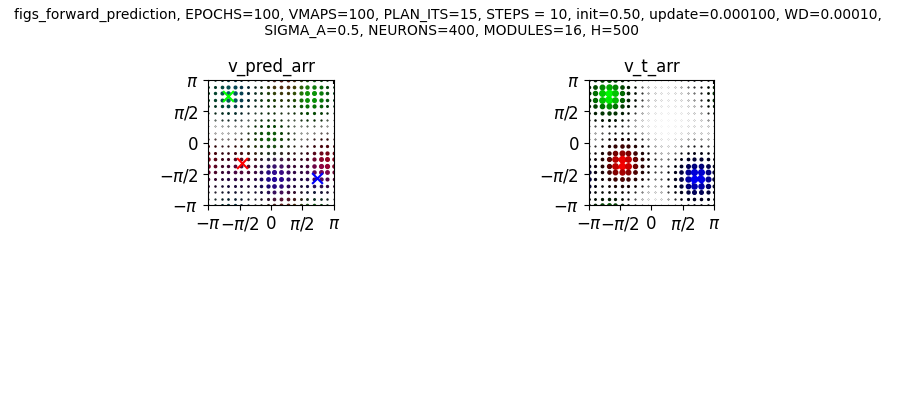 figs_forward_prediction, EPOCHS=100, VMAPS=100, PLAN_ITS=15, STEPS = 10, init=0.50, update=0.000100, WD=0.00010,
SIGMA_A=0.5, NEURONS=400, MODULES=16, H=500
v_pred_arr v_t_arr
π π
π/2 π/2
0 0
−π/2 −π/2
−π −π
−π −π/2 0 π/2 π −π −π/2 0 π/2 π